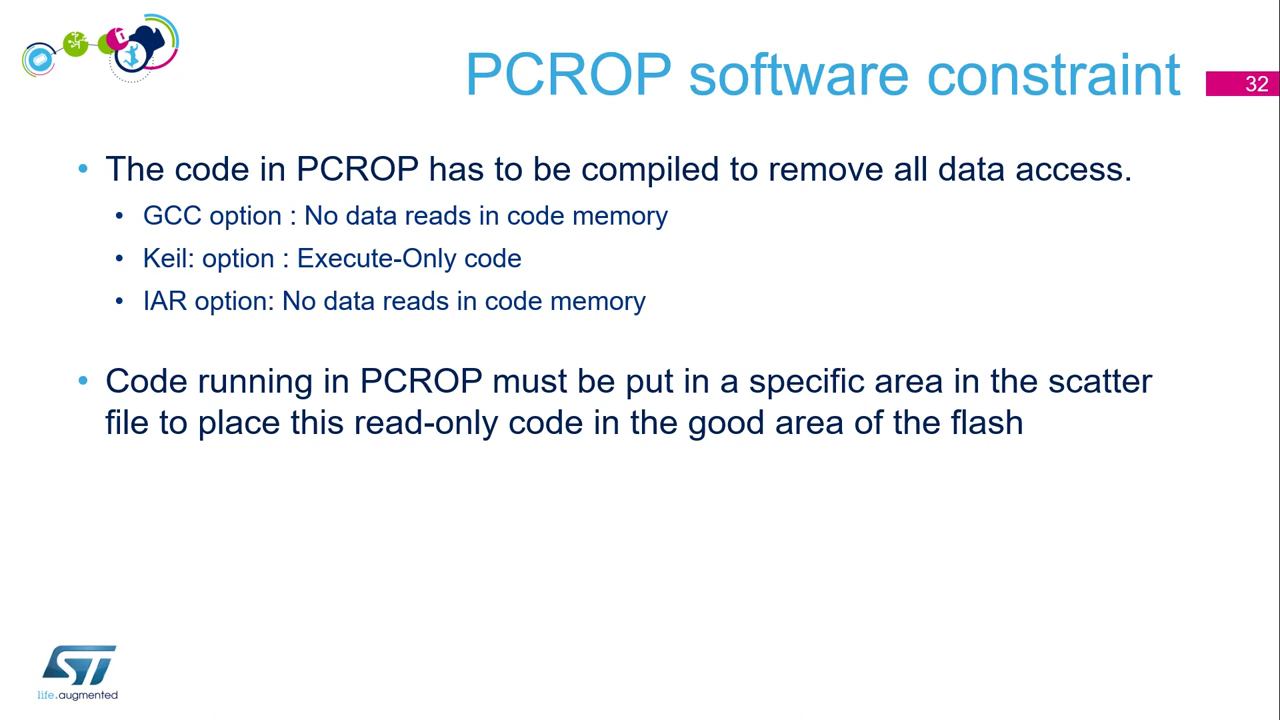 PCROP software constraint
32
• The code in PCROP has to be compiled to remove all data access.
• GCC option : No data reads in code memory
• Keil: option : Execute-Only code
• IAR option: No data reads in code memory
• Code running in PCROP must be put in a specific area in the scatter
file to place this read-only code in the good area of the flash
ST
life.augmented